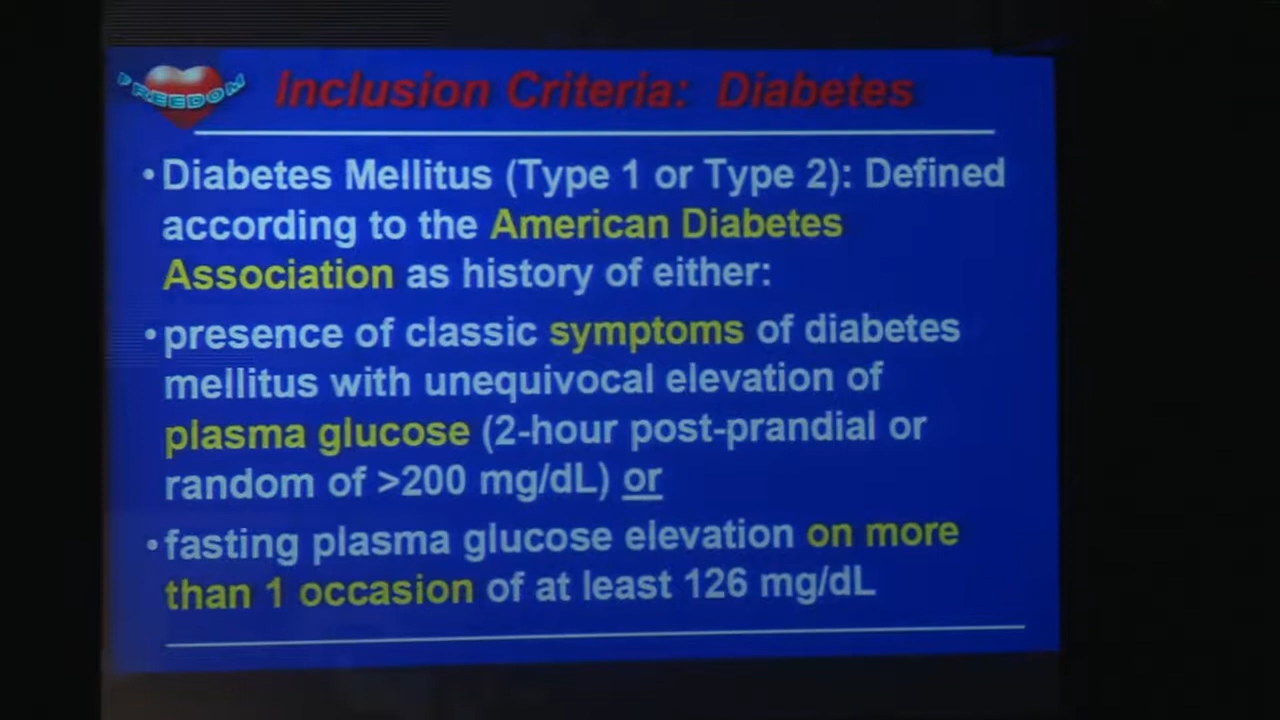 FREEDOM
Inclusion Criteria: Diabetes
•Diabetes Mellitus (Type 1 or Type 2): Defined
according to the American Diabetes
Association as history of either:
•presence of classic symptoms of diabetes
mellitus with unequivocal elevation of
plasma glucose (2-hour post-prandial or
random of >200 mg/dL) or
•fasting plasma glucose elevation on more
than 1 occasion of at least 126 mg/dL